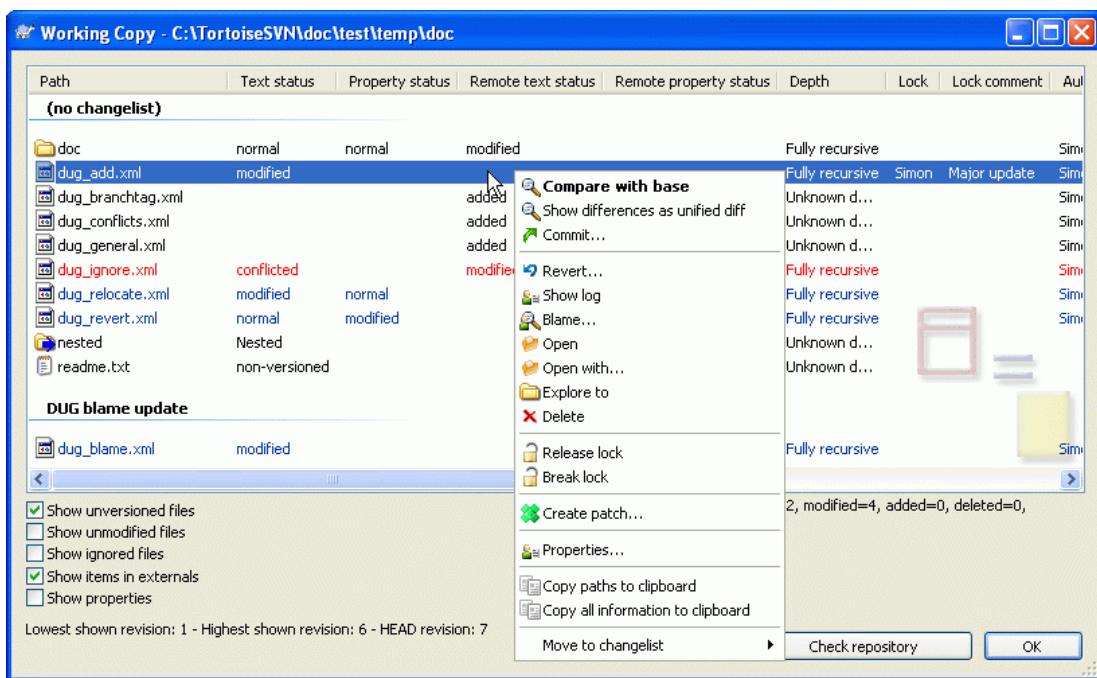 Working Copy - C:\TortoiseSVN\doc\test\temp\doc
Path Text status Property status Remote text status Remote property status Depth Lock Lock comment
(no changelist)
doc normal normal modified Fully recursive
dug_add.xml modified Fully recursive Simon Major update
dug_branchtag.xml added Unknown d...
dug_conflicts.xml added Unknown d...
dug_general.xml added Unknown d...
dug_ignore.xml conflicted Fully recursive
dug_relocate.xml modified normal Fully recursive
dug_revert.xml normal modified Fully recursive
nested Nested Unknown d...
readme.txt non-versioned Unknown d...
DUG blame update
dug_blame.xml modified Fully recursive
Compare with base
Show differences as unified diff
Commit...
Revert...
Show log
Blame...
Open
Open with...
Explore to
Delete
Release lock
Break lock
Create patch...
Properties...
Copy paths to clipboard
Copy all information to clipboard
Move to changelist
Show unversioned files
Show unmodified files
Show ignored files
Show items in externals
Show properties
2, modified=4, added=0, deleted=0,
Lowest shown revision: 1 - Highest shown revision: 6 - HEAD revision: 7
Check repository
OK